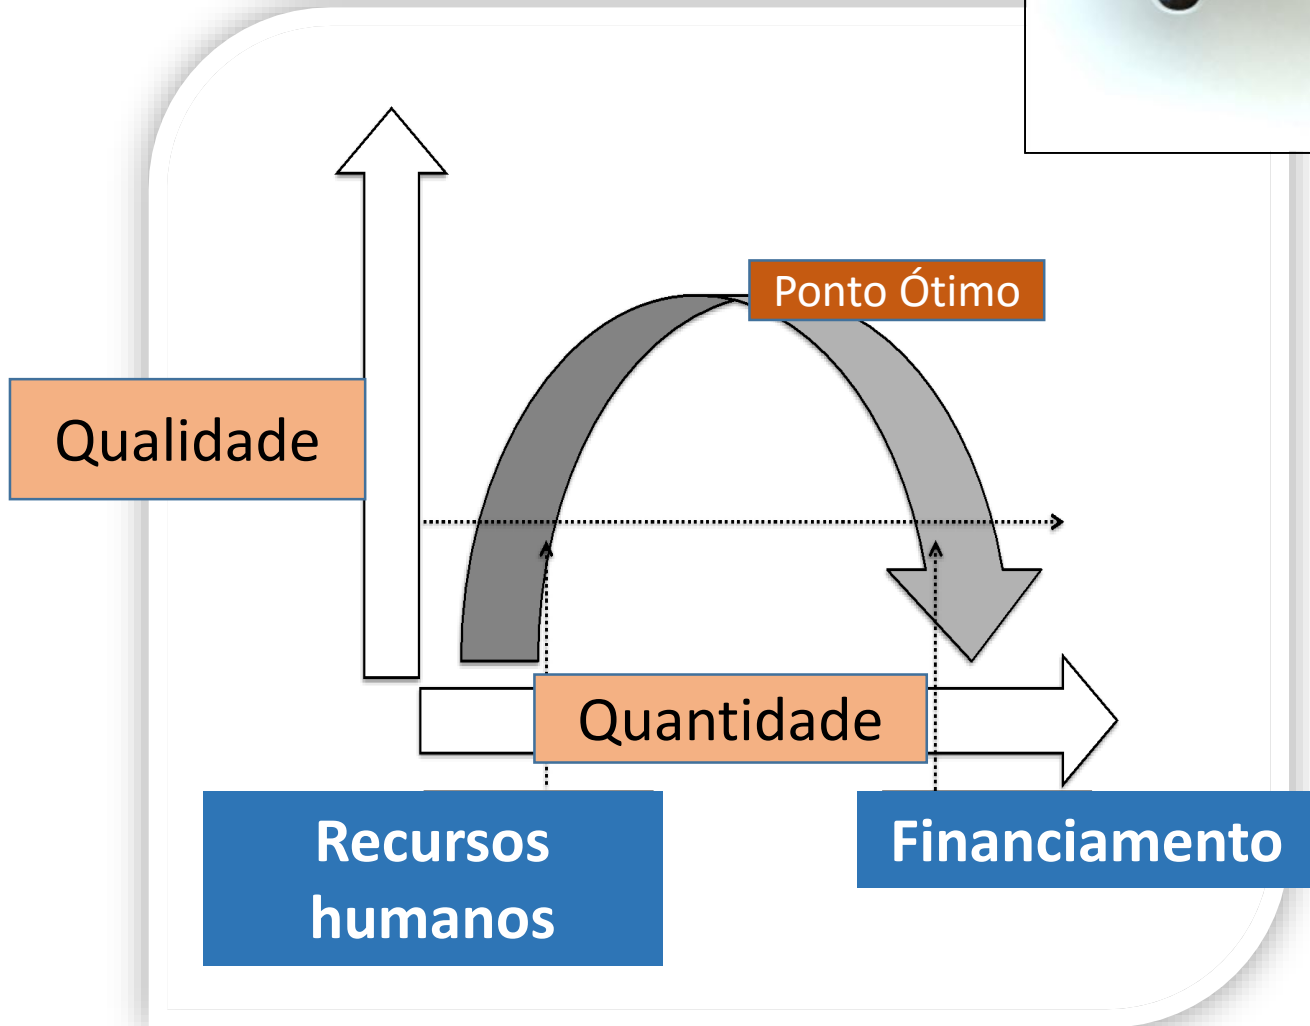 Ponto Ótimo
Qualidade
Quantidade
Recursos
humanos
Financiamento